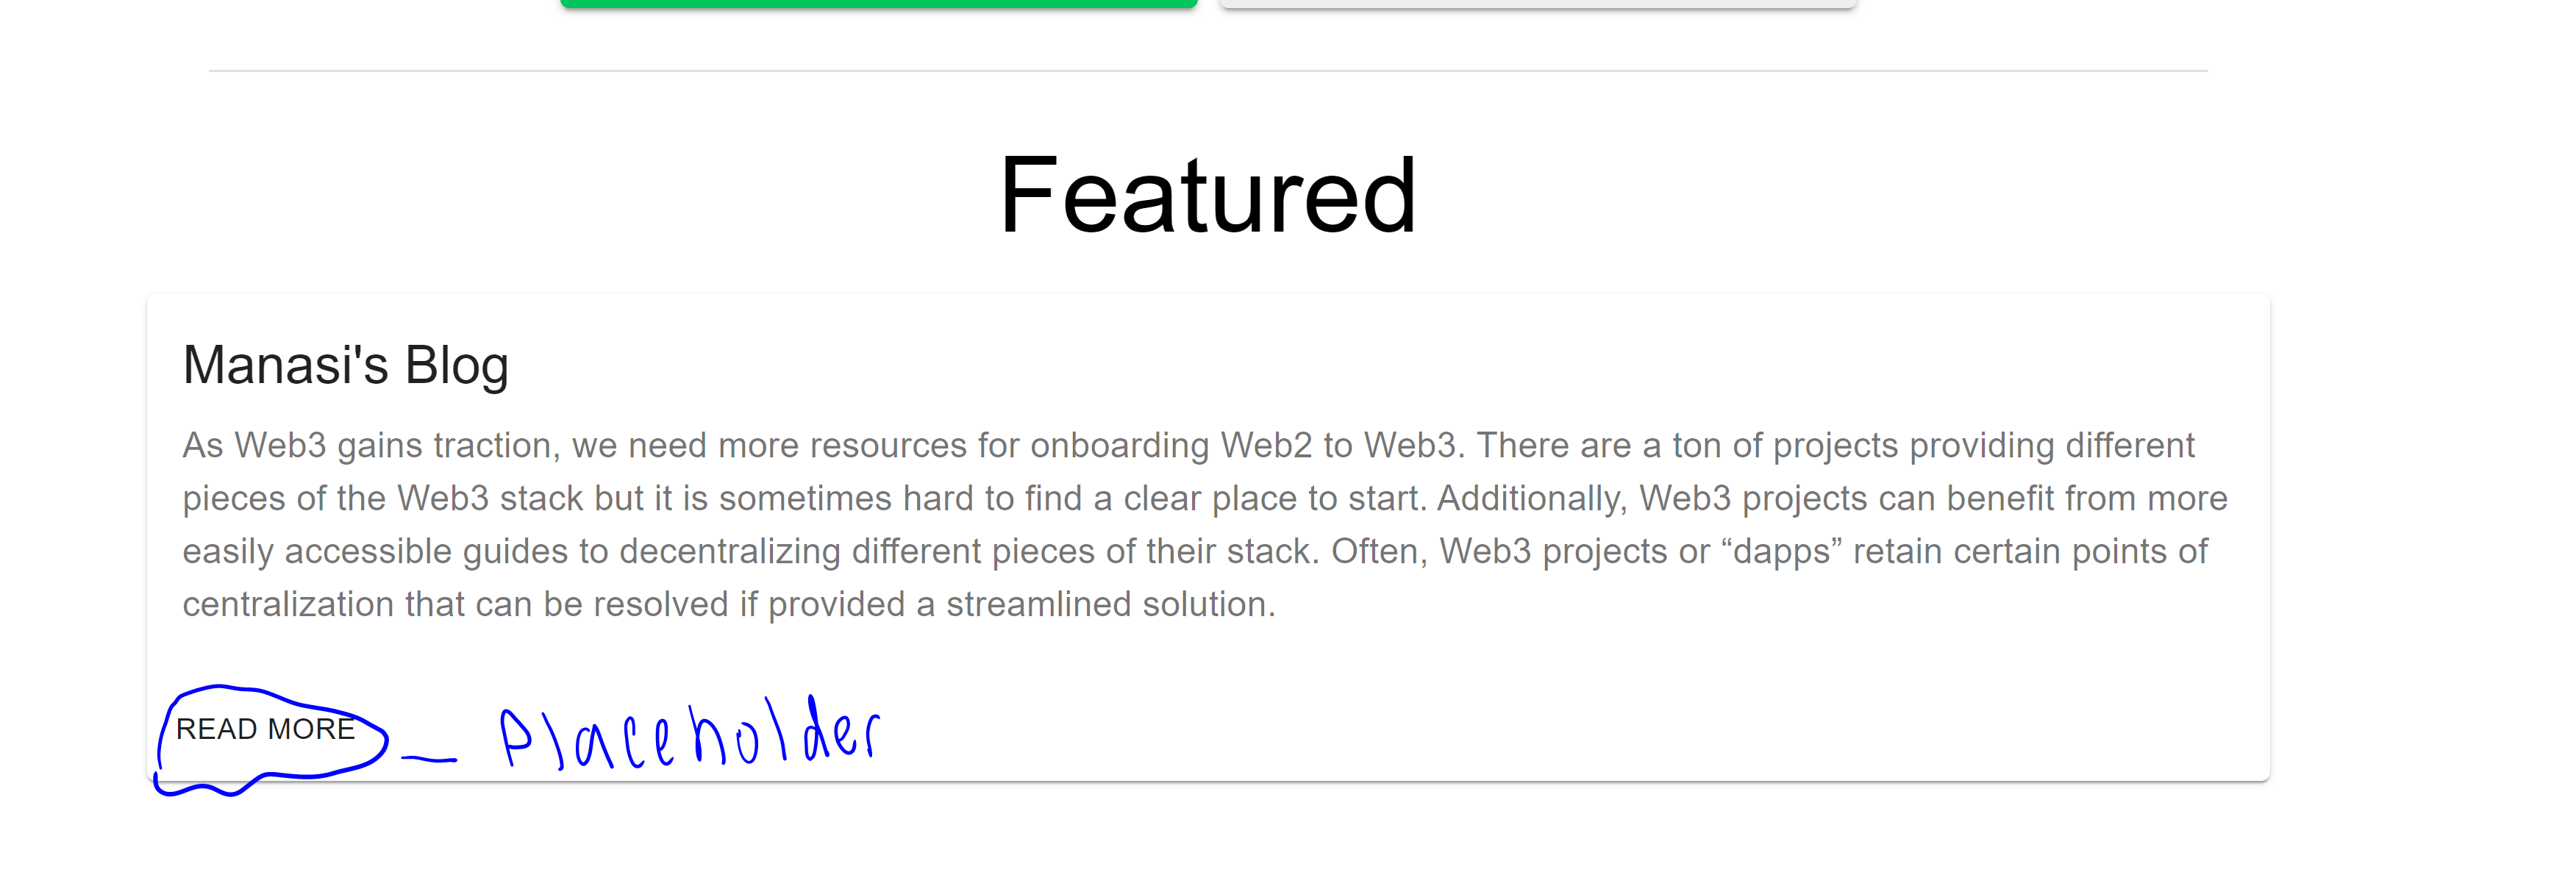 Featured
Manasi's Blog
As Web3 gains traction, we need more resources for onboarding Web2 to Web3. There are a ton of projects providing different
pieces of the Web3 stack but it is sometimes hard to find a clear place to start. Additionally, Web3 projects can benefit from more
easily accessible guides to decentralizing different pieces of their stack. Often, Web3 projects or “dapps” retain certain points of
centralization that can be resolved if provided a streamlined solution.
READ MORE — Placeholder